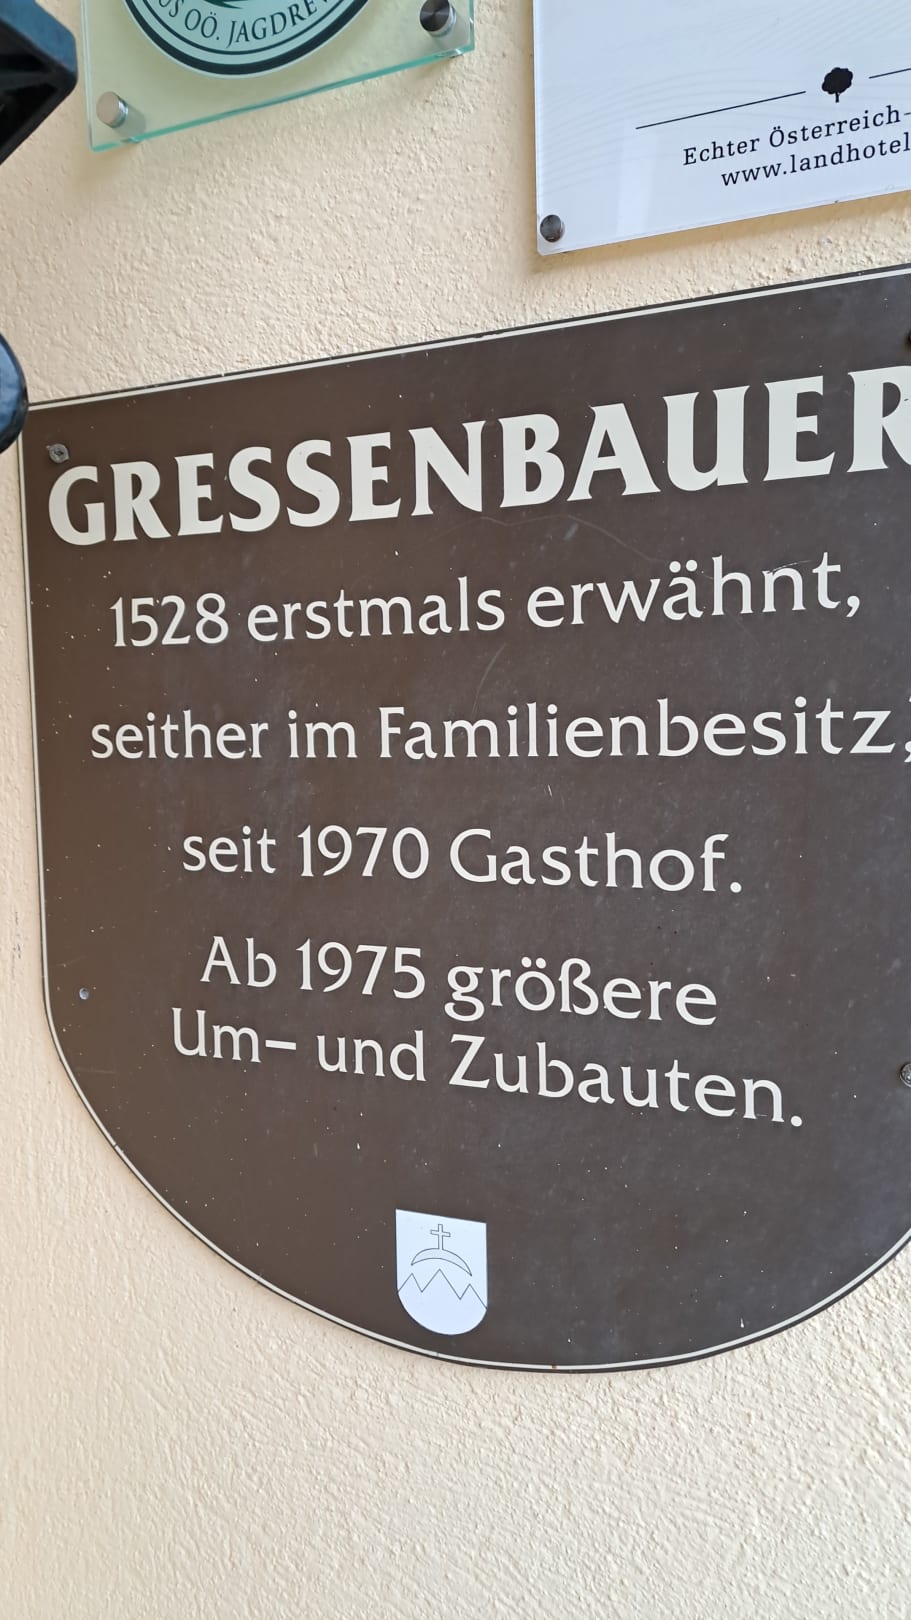 OÖ.
Echter Österreich-
www.landhotel
GRESSENBAUER
1528 erstmals erwähnt,
seither im Familienbesitz,
seit 1970 Gasthof.
Ab 1975 größere
Um- und Zubauten.